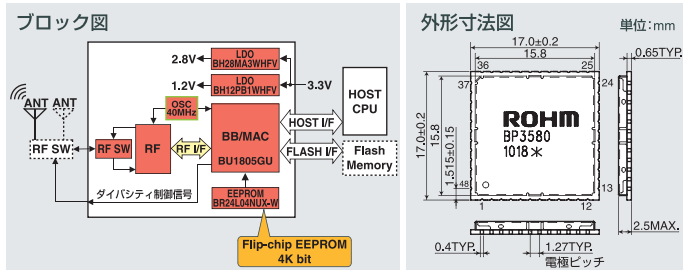 ブロック図
2.8V
LDO
BH28MA3WHFV
1.2V
LDO
BH12PB1WHFV
3.3V
HOST
CPU
OSC
40MHz
ANT
ANT
RF SW
RF SW
RF
RF I/F
BB/MAC
BU1805GU
HOST I/F
FLASH I/F
Flash
Memory
ダイバシティ制御信号
EEPROM
BR24L04NUX-W
Flip-chip EEPROM
4K bit
外形寸法図
単位:mm
17.0±0.2
15.8
0.65TYP.
36
25
37
24
17.0±0.2
15.8
1.515±0.15
ROHM
BP3580
1018*
48
13
1
12
2.5MAX.
0.4TYP.
1.27TYP.
電極ピッチ